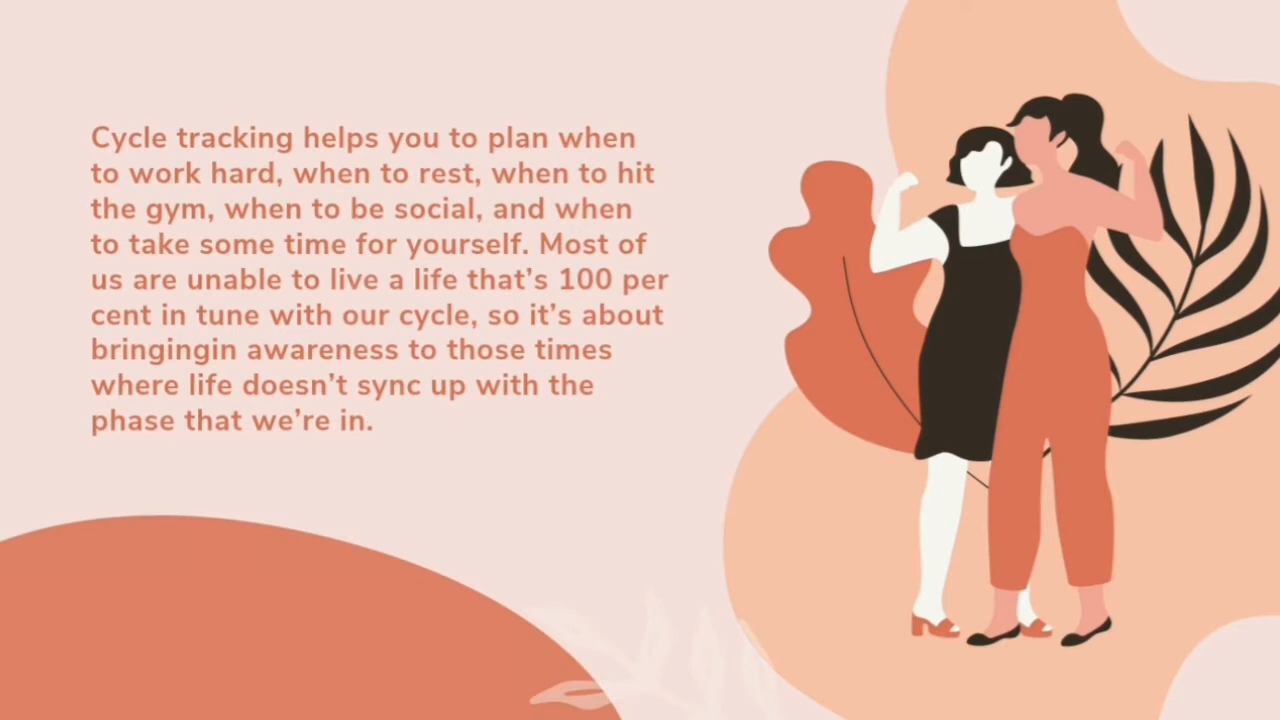 Cycle tracking helps you to plan when
to work hard, when to rest, when to hit
the gym, when to be social, and when
to take some time for yourself. Most of
us are unable to live a life that’s 100 per
cent in tune with our cycle, so it’s about
bringingin awareness to those times
where life doesn’t sync up with the
phase that we’re in.